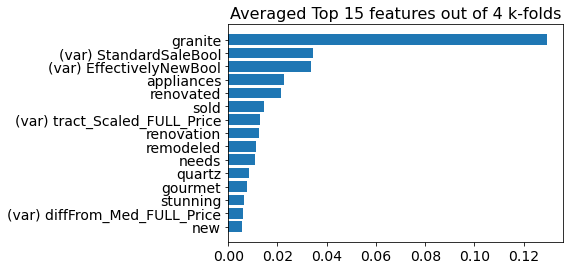 Averaged Top 15 features out of 4 k-folds
granite
(var) StandardSaleBool
(var) EffectivelyNewBool
appliances
renovated
sold
(var) tract_Scaled_FULL_Price
renovation
remodeled
needs
quartz
gourmet
stunning
(var) diffFrom_Med_FULL_Price
new
0.00 0.02 0.04 0.06 0.08 0.10 0.12